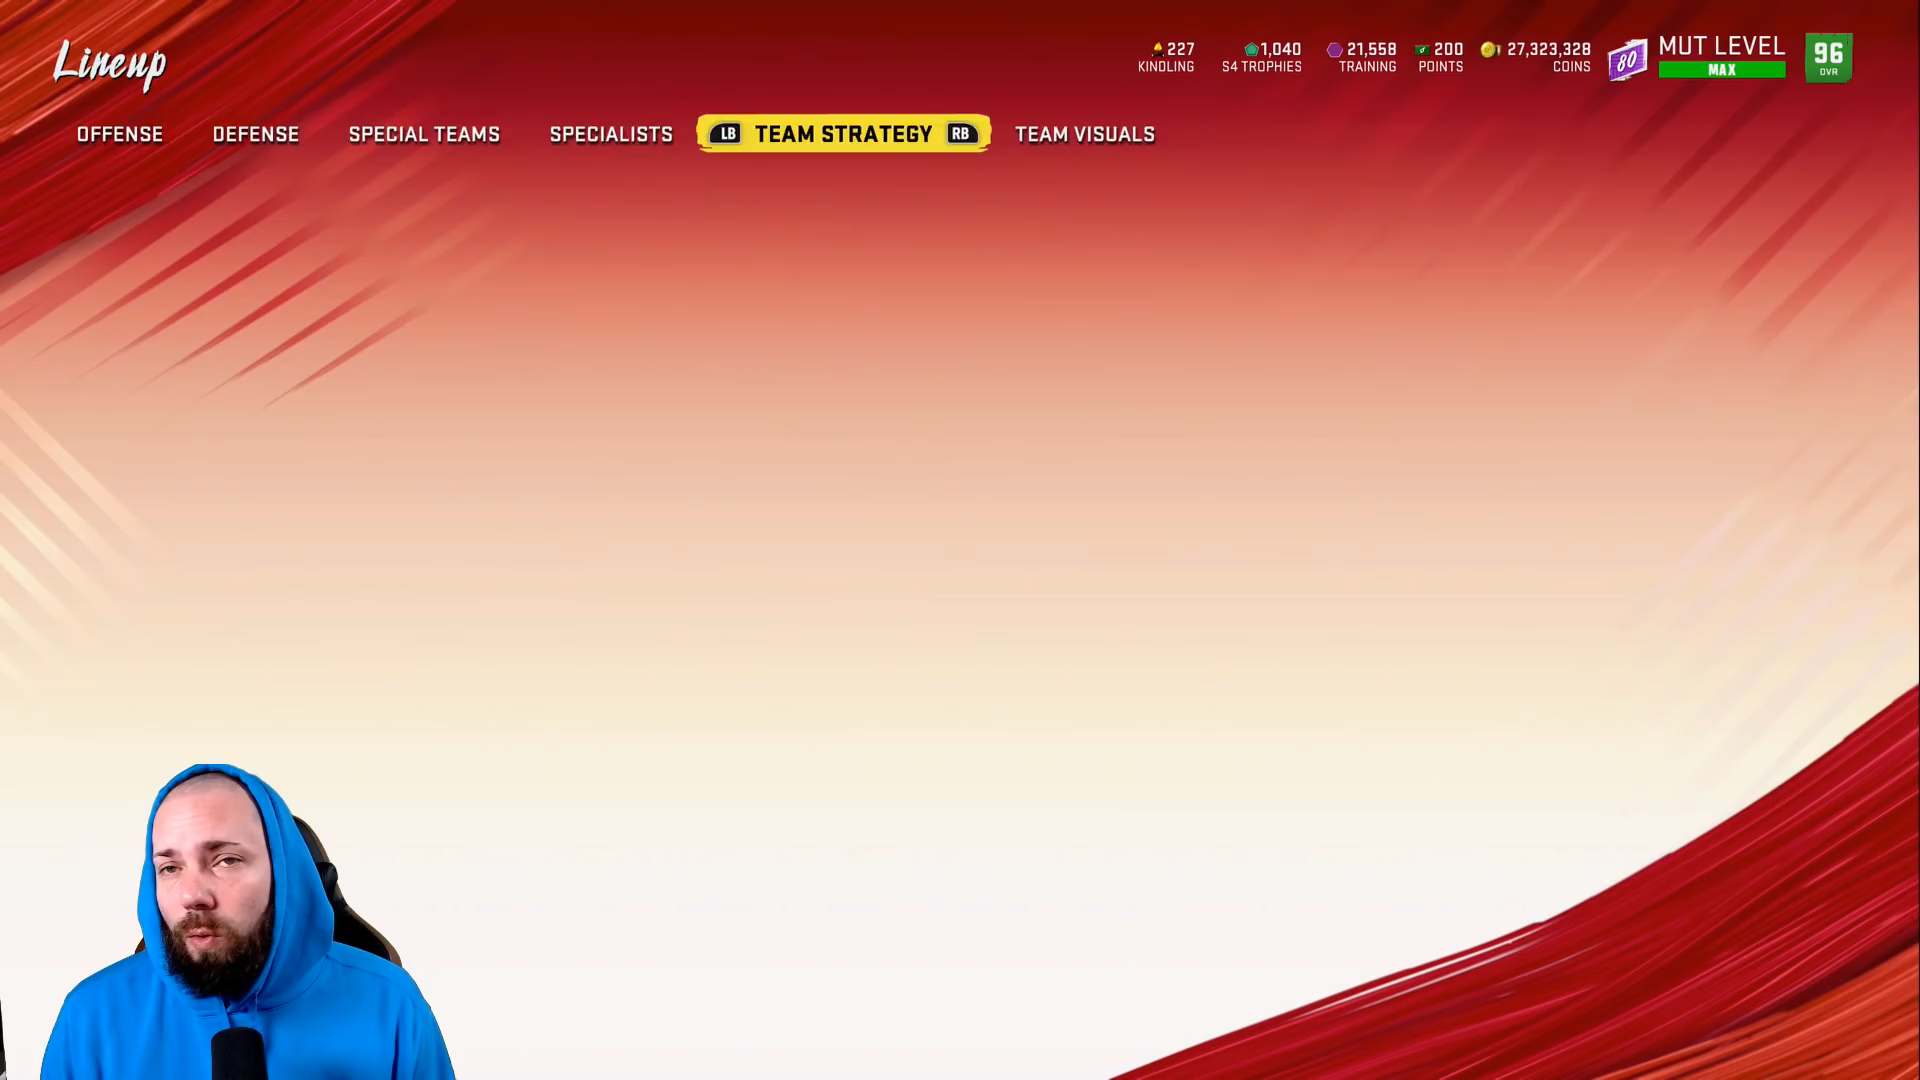 Lineup
227
KINDLING
1,040
S4 TROPHIES
21,558
TRAINING
200
POINTS
27,323,328
COINS
80
MUT LEVEL
MAX
96
OVR
OFFENSE
DEFENSE
SPECIAL TEAMS
SPECIALISTS
LB TEAM STRATEGY RB
TEAM VISUALS